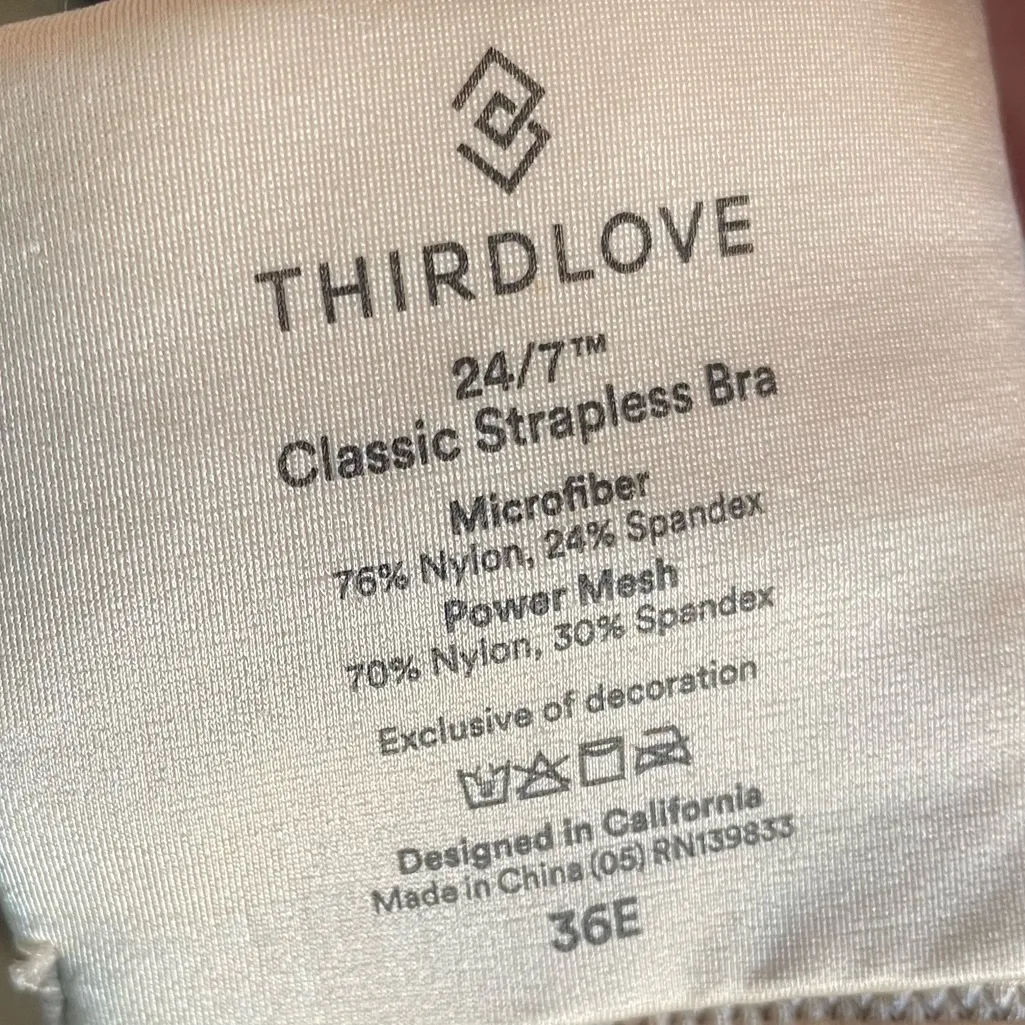 THIRDLOVE
24/7™
Classic Strapless Bra
Microfiber
76% Nylon, 24% Spandex
Power Mesh
70% Nylon, 30% Spandex
Exclusive of decoration
Designed in California
Made in China (05) RN139833
36E